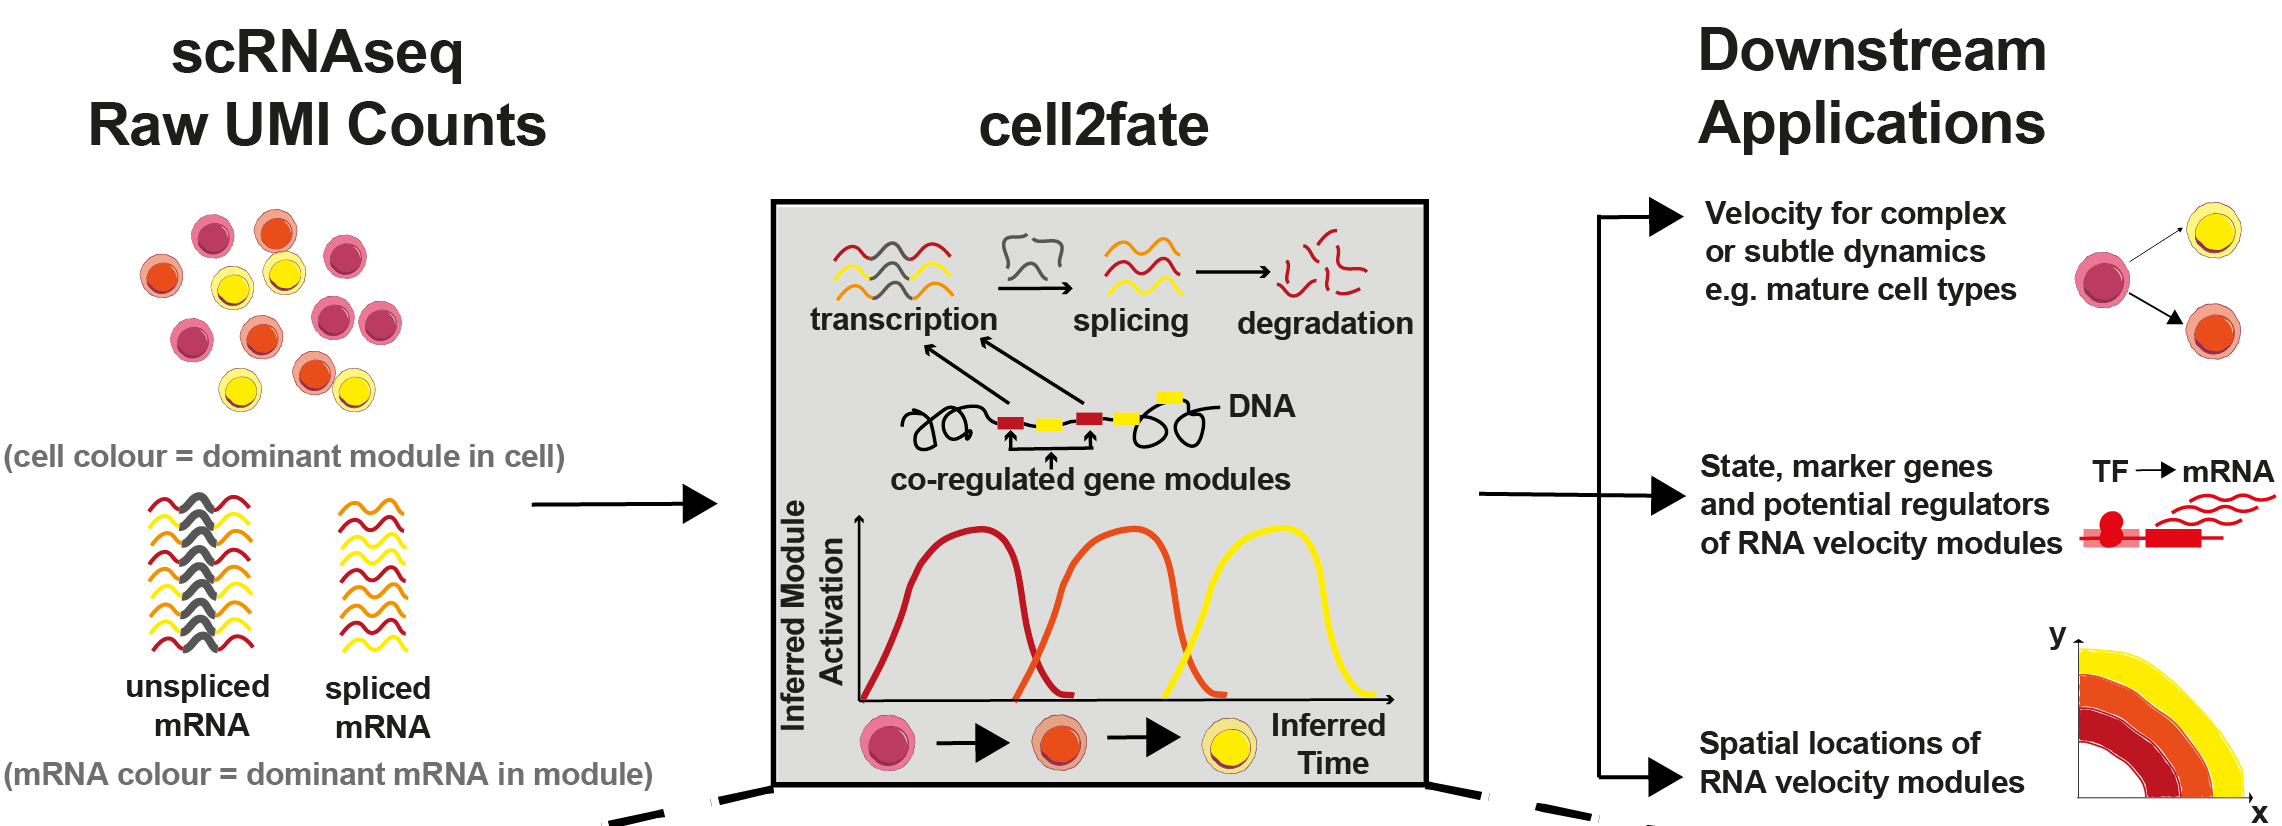 scRNAseq
Raw UMI Counts
(cell colour = dominant module in cell)
unspliced
mRNA
spliced
mRNA
(mRNA colour = dominant mRNA in module)
cell2fate
transcription
splicing
degradation
DNA
co-regulated gene modules
Inferred Module
Activation
Inferred
Time
Downstream
Applications
Velocity for complex
or subtle dynamics
e.g. mature cell types
State, marker genes
and potential regulators
of RNA velocity modules
TF
mRNA
Spatial locations of
RNA velocity modules
y
x